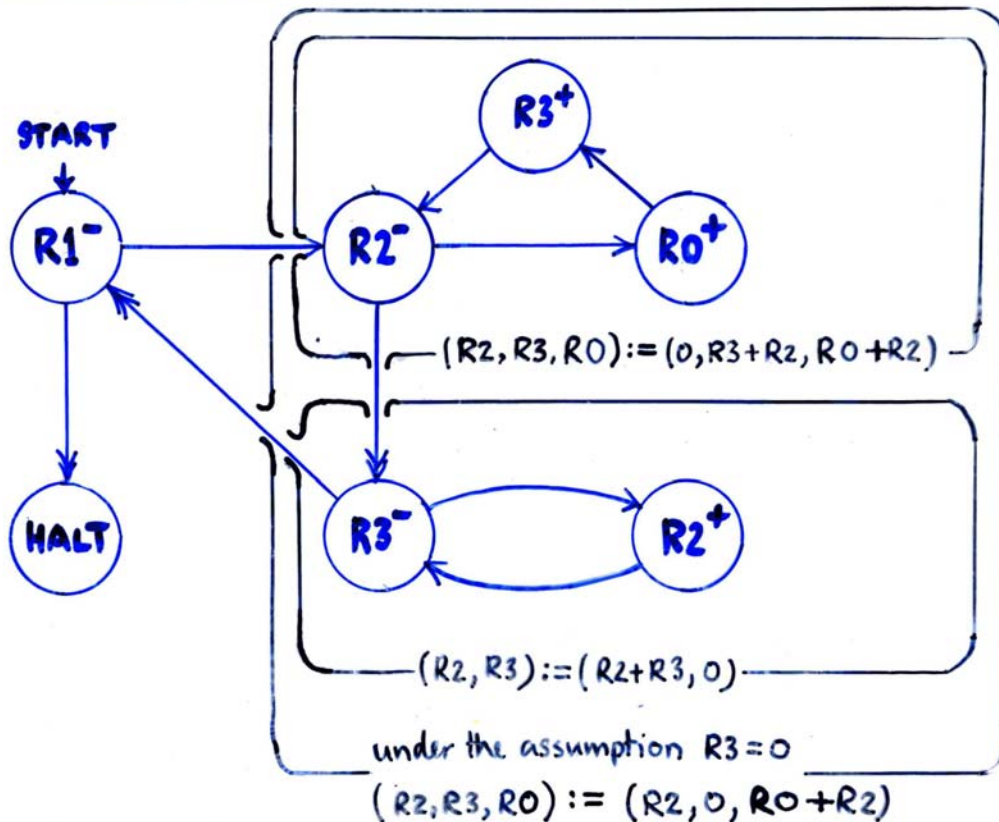 R3⁺
START
R1⁻ R2⁻ R0⁺
(R2, R3, R0) := (0, R3+R2, R0+R2)
HALT R3⁻ R2⁺
(R2, R3) := (R2+R3, 0)
under the assumption R3=0
(R2, R3, R0) := (R2, 0, R0+R2)